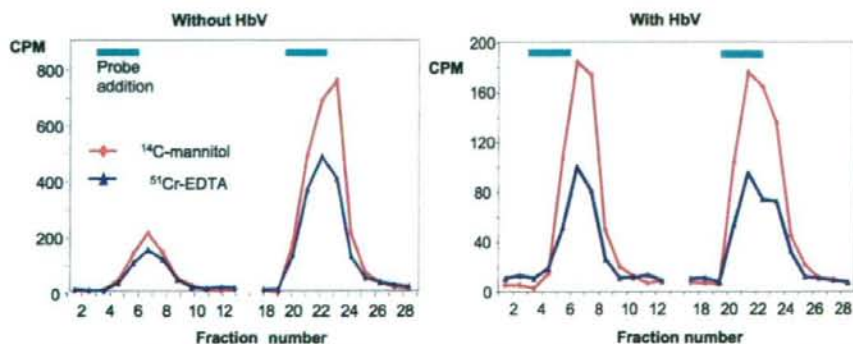 Without HbV
CPM
800
600
400
200
0
Probe
addition
¹⁴C-mannitol
⁵¹Cr-EDTA
2 4 6 8 10 12 18 20 22 24 26 28
Fraction number
With HbV
CPM
200
160
120
80
40
0
2 4 6 8 10 12 18 20 22 24 26 28
Fraction number